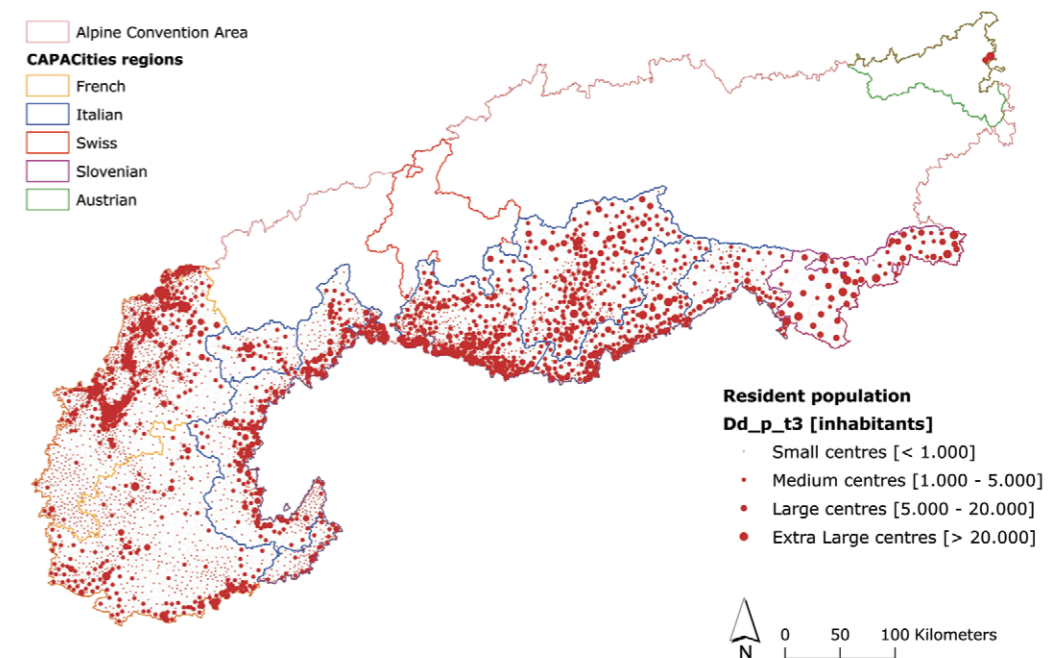 Alpine Convention Area
CAPACities regions
French
Italian
Swiss
Slovenian
Austrian
Resident population
Dd_p_t3 [inhabitants]
Small centres [< 1.000]
Medium centres [1.000 - 5.000]
Large centres [5.000 - 20.000]
Extra Large centres [> 20.000]
N
0 50 100 Kilometers